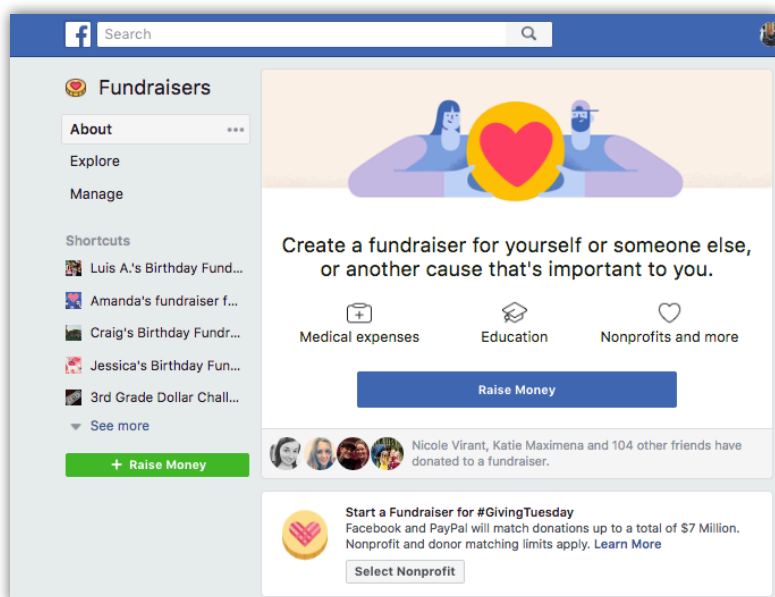 f
Search
Fundraisers
About
Explore
Manage
Shortcuts
Luis A.'s Birthday Fund...
Amanda's fundraiser f...
Craig's Birthday Fundr...
Jessica's Birthday Fun...
3rd Grade Dollar Chall...
See more
+ Raise Money
Create a fundraiser for yourself or someone else,
or another cause that's important to you.
Medical expenses Education Nonprofits and more
Raise Money
Nicole Virant, Katie Maximena and 104 other friends have
donated to a fundraiser.
Start a Fundraiser for #GivingTuesday
Facebook and PayPal will match donations up to a total of $7 Million.
Nonprofit and donor matching limits apply. Learn More
Select Nonprofit